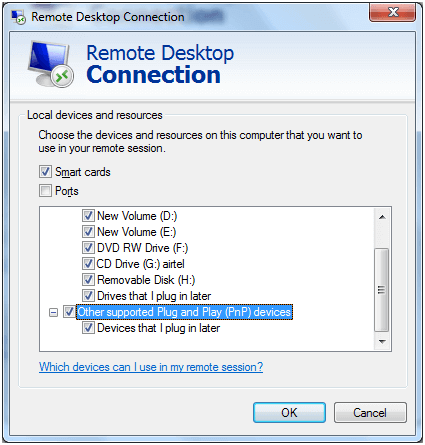 Remote Desktop Connection
Remote Desktop
Connection
Local devices and resources
Choose the devices and resources on this computer that you want to
use in your remote session.
Smart cards
Ports
New Volume (D:)
New Volume (E:)
DVD RW Drive (F:)
CD Drive (G:) airtel
Removable Disk (H:)
Drives that I plug in later
Other supported Plug and Play (PnP) devices
Devices that I plug in later
Which devices can I use in my remote session?
OK
Cancel